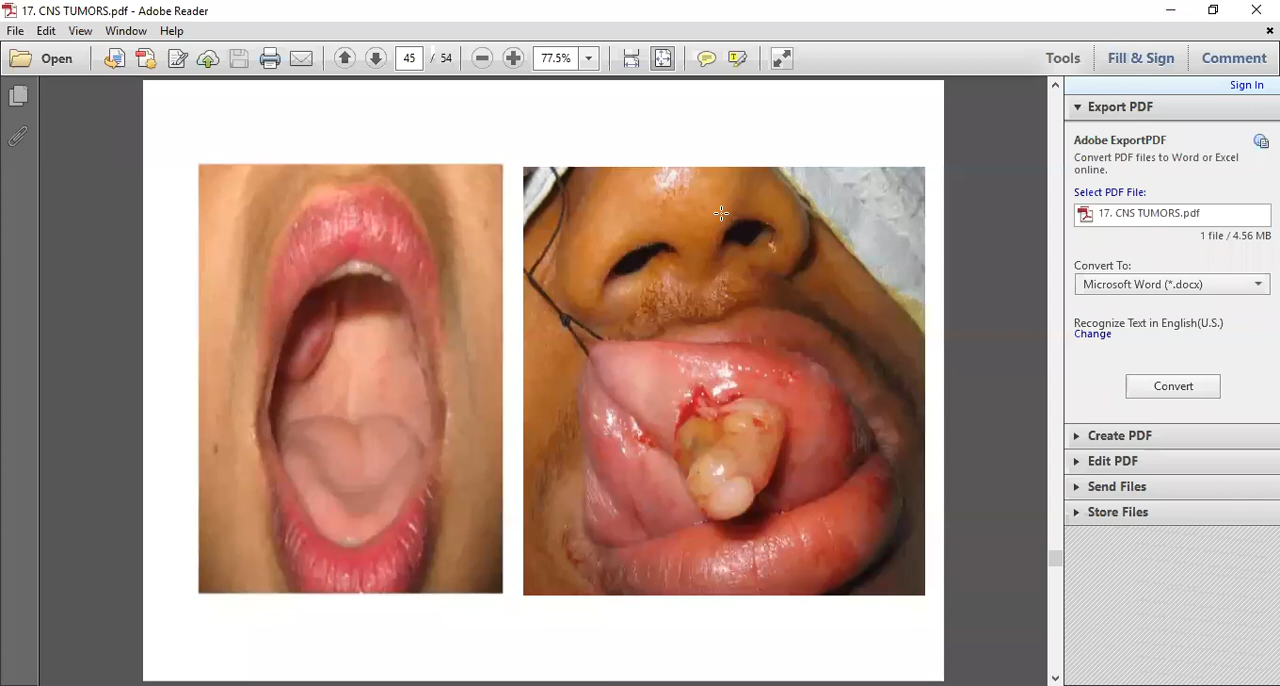 17. CNS TUMORS.pdf - Adobe Reader
File Edit View Window Help
Open 45 / 54 77.5% Tools Fill & Sign Comment
Sign In
Export PDF
Adobe ExportPDF
Convert PDF files to Word or Excel
online.
Select PDF File:
17. CNS TUMORS.pdf
1 file / 4.56 MB
Convert To:
Microsoft Word (*.docx)
Recognize Text in English(U.S.)
Change
Convert
Create PDF
Edit PDF
Send Files
Store Files